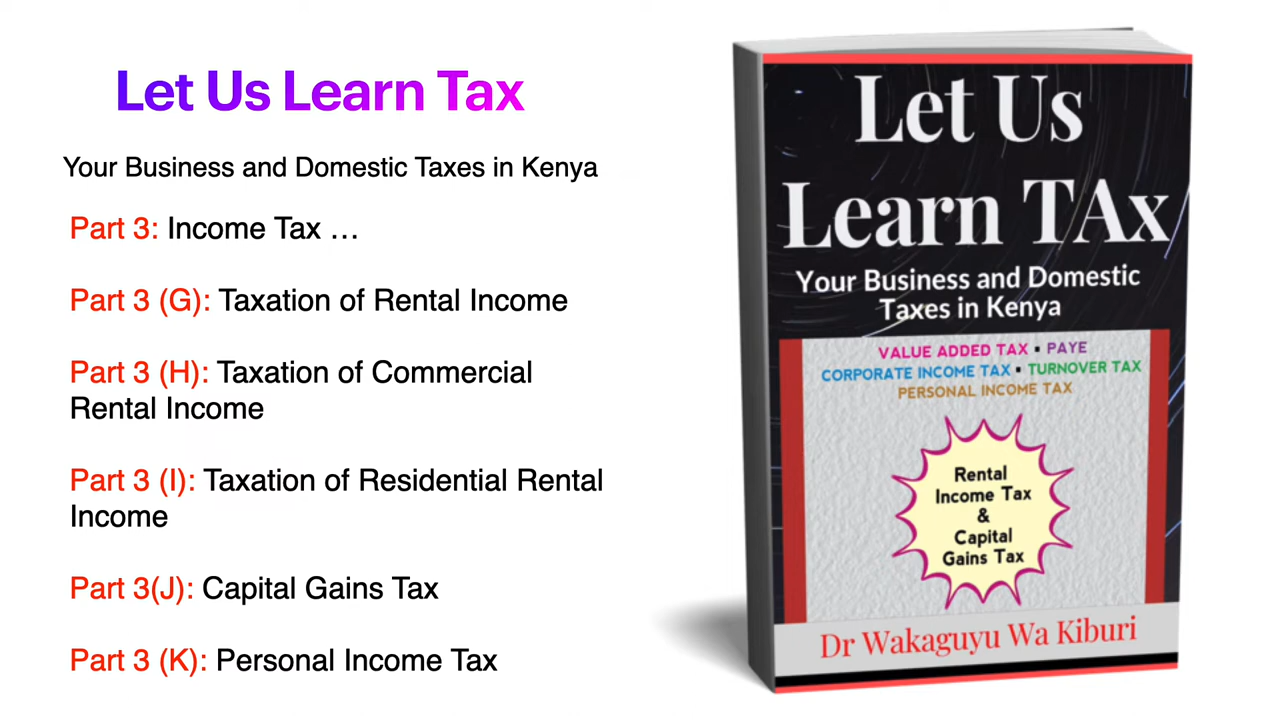 Let Us Learn Tax
Your Business and Domestic Taxes in Kenya
Part 3: Income Tax …
Part 3 (G): Taxation of Rental Income
Part 3 (H): Taxation of Commercial
Rental Income
Part 3 (I): Taxation of Residential Rental
Income
Part 3(J): Capital Gains Tax
Part 3 (K): Personal Income Tax
Let Us
Learn TAx
Your Business and Domestic
Taxes in Kenya
VALUE ADDED TAX ▪ PAYE
CORPORATE INCOME TAX ▪ TURNOVER TAX
PERSONAL INCOME TAX
Rental
Income Tax
&
Capital
Gains Tax
Dr Wakaguyu Wa Kiburi